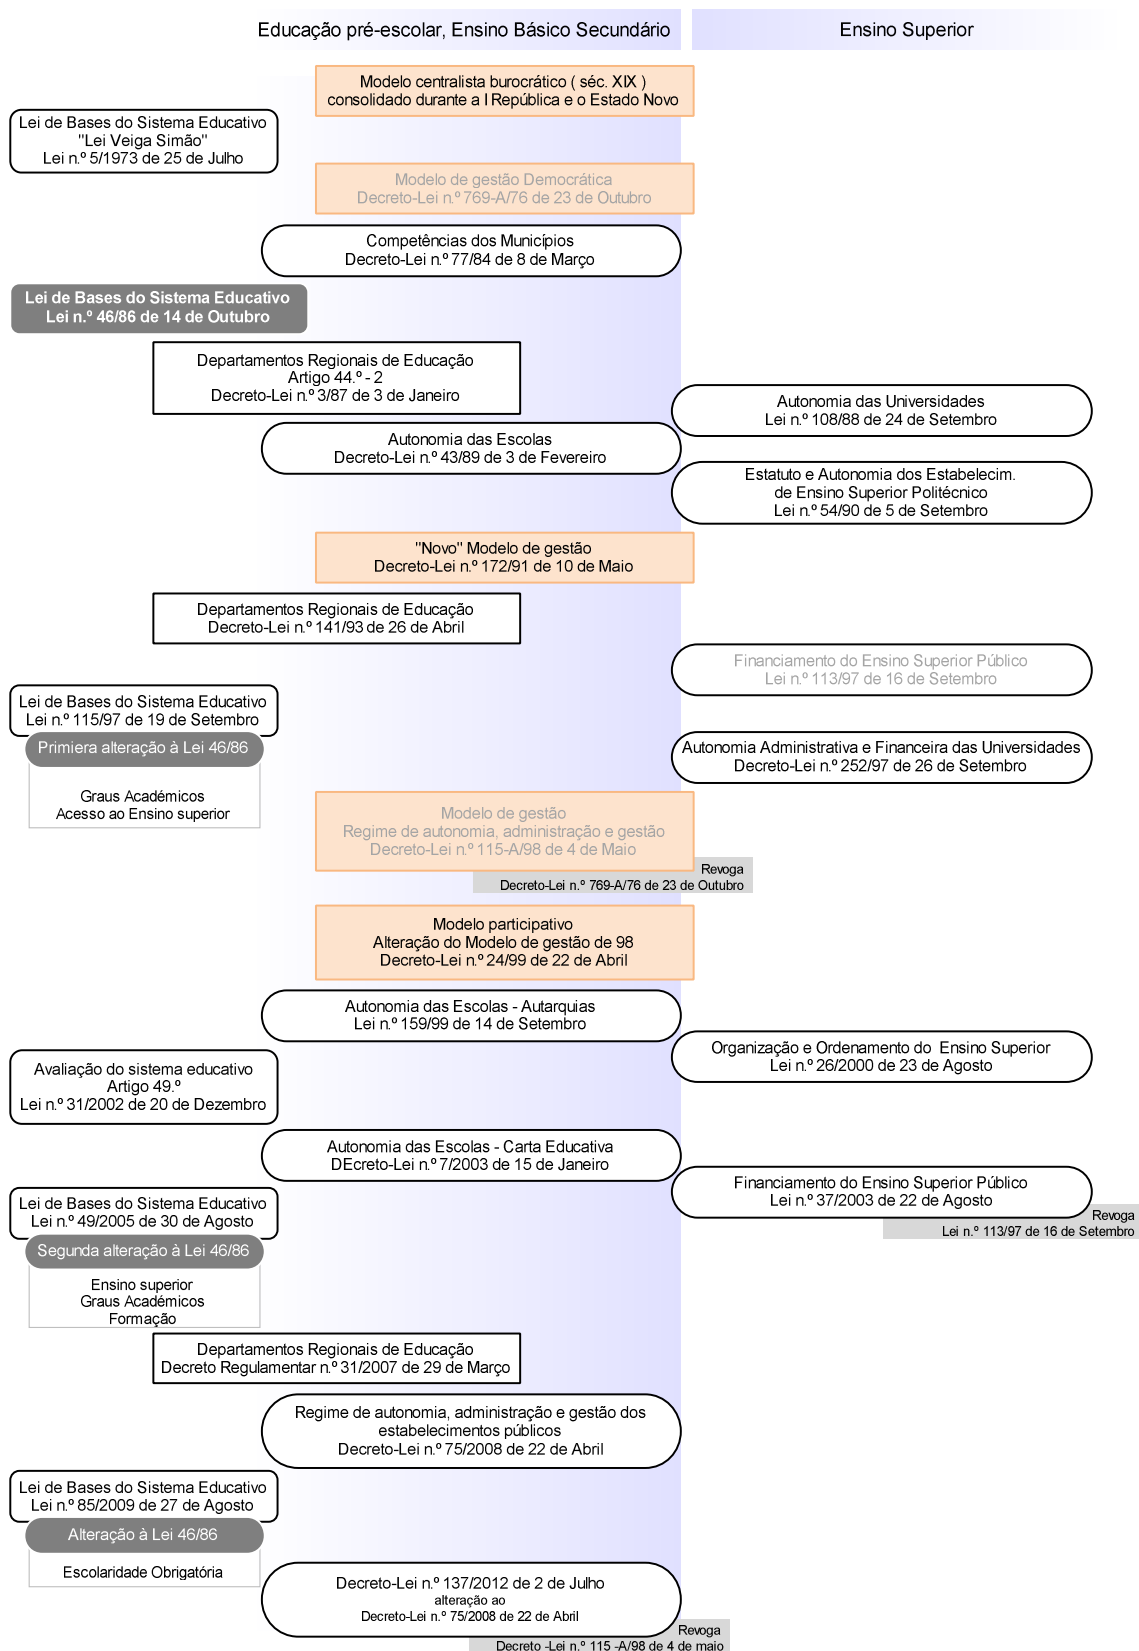 Educação pré-escolar, Ensino Básico Secundário
Ensino Superior
Modelo centralista burocrático ( séc. XIX )
consolidado durante a I República e o Estado Novo
Lei de Bases do Sistema Educativo
"Lei Veiga Simão"
Lei n.º 5/1973 de 25 de Julho
Modelo de gestão Democrática
Decreto-Lei n.º 769-A/76 de 23 de Outubro
Competências dos Municípios
Decreto-Lei n.º 77/84 de 8 de Março
Lei de Bases do Sistema Educativo
Lei n.º 46/86 de 14 de Outubro
Departamentos Regionais de Educação
Artigo 44.º - 2
Decreto-Lei n.º 3/87 de 3 de Janeiro
Autonomia das Universidades
Lei n.º 108/88 de 24 de Setembro
Autonomia das Escolas
Decreto-Lei n.º 43/89 de 3 de Fevereiro
Estatuto e Autonomia dos Estabelecim.
de Ensino Superior Politécnico
Lei n.º 54/90 de 5 de Setembro
"Novo" Modelo de gestão
Decreto-Lei n.º 172/91 de 10 de Maio
Departamentos Regionais de Educação
Decreto-Lei n.º 141/93 de 26 de Abril
Financiamento do Ensino Superior Público
Lei n.º 113/97 de 16 de Setembro
Lei de Bases do Sistema Educativo
Lei n.º 115/97 de 19 de Setembro
Primiera alteração à Lei 46/86
Graus Académicos
Acesso ao Ensino superior
Autonomia Administrativa e Financeira das Universidades
Decreto-Lei n.º 252/97 de 26 de Setembro
Modelo de gestão
Regime de autonomia, administração e gestão
Decreto-Lei n.º 115-A/98 de 4 de Maio
Revoga
Decreto-Lei n.º 769-A/76 de 23 de Outubro
Modelo participativo
Alteração do Modelo de gestão de 98
Decreto-Lei n.º 24/99 de 22 de Abril
Autonomia das Escolas - Autarquias
Lei n.º 159/99 de 14 de Setembro
Organização e Ordenamento do Ensino Superior
Lei n.º 26/2000 de 23 de Agosto
Avaliação do sistema educativo
Artigo 49.º
Lei n.º 31/2002 de 20 de Dezembro
Autonomia das Escolas - Carta Educativa
DEcreto-Lei n.º 7/2003 de 15 de Janeiro
Financiamento do Ensino Superior Público
Lei n.º 37/2003 de 22 de Agosto
Revoga
Lei n.º 113/97 de 16 de Setembro
Lei de Bases do Sistema Educativo
Lei n.º 49/2005 de 30 de Agosto
Segunda alteração à Lei 46/86
Ensino superior
Graus Académicos
Formação
Departamentos Regionais de Educação
Decreto Regulamentar n.º 31/2007 de 29 de Março
Regime de autonomia, administração e gestão dos
estabelecimentos públicos
Decreto-Lei n.º 75/2008 de 22 de Abril
Lei de Bases do Sistema Educativo
Lei n.º 85/2009 de 27 de Agosto
Alteração à Lei 46/86
Escolaridade Obrigatória
Decreto-Lei n.º 137/2012 de 2 de Julho
alteração ao
Decreto-Lei n.º 75/2008 de 22 de Abril
Revoga
Decreto -Lei n.º 115 -A/98 de 4 de maio